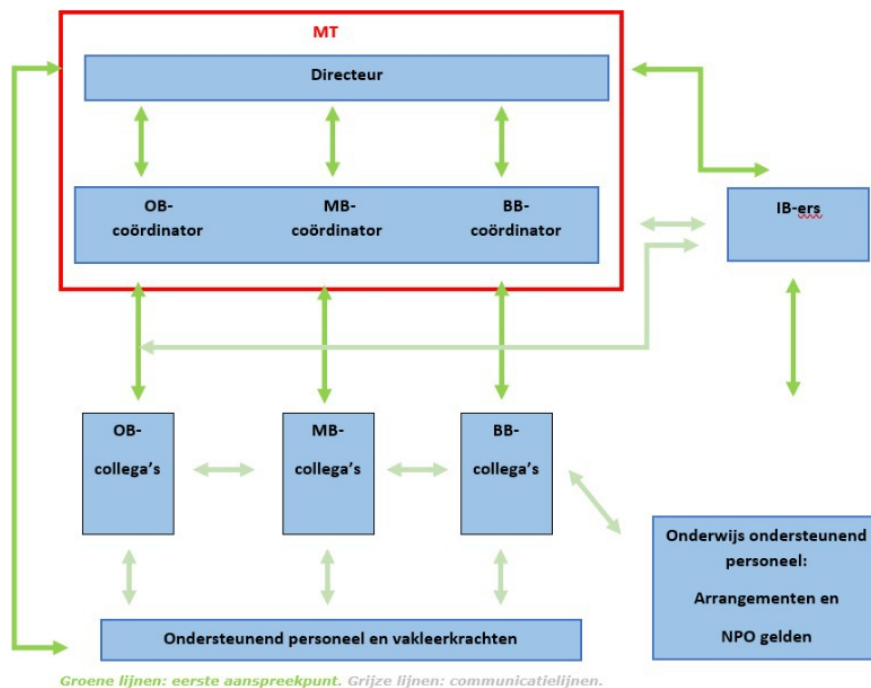 MT
Directeur
OB-
coördinator
MB-
coördinator
BB-
coördinator
IB-ers
OB-
collega’s
MB-
collega’s
BB-
collega’s
Onderwijs ondersteunend
personeel:
Arrangementen en
NPO gelden
Ondersteunend personeel en vakleerkrachten
Groene lijnen: eerste aanspreekpunt. Grijze lijnen: communicatielijnen.